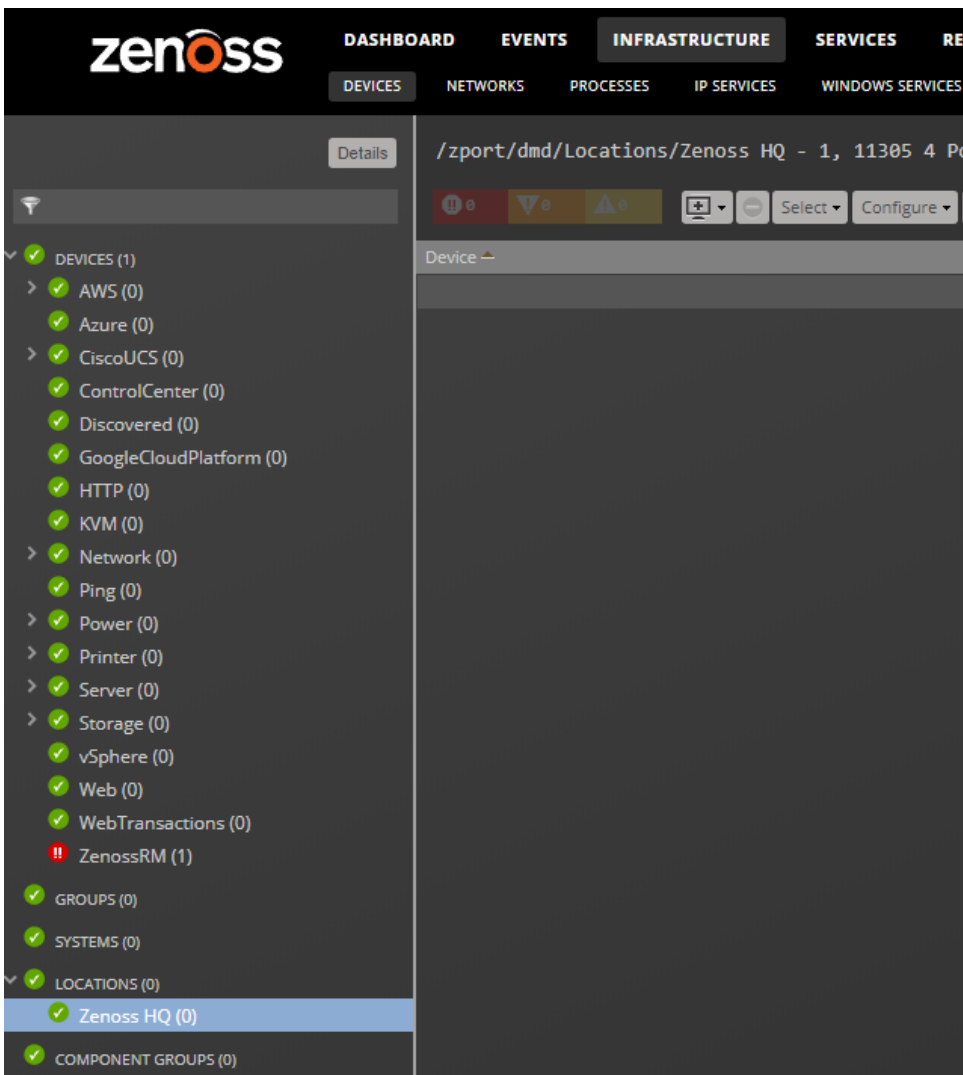 zenoss
DASHBOARD EVENTS INFRASTRUCTURE SERVICES RE
DEVICES NETWORKS PROCESSES IP SERVICES WINDOWS SERVICES
Details
/zport/dmd/Locations/Zenoss HQ - 1, 11305 4 Po
0 0 0 Select Configure
Device
DEVICES (1)
AWS (0)
Azure (0)
CiscoUCS (0)
ControlCenter (0)
Discovered (0)
GoogleCloudPlatform (0)
HTTP (0)
KVM (0)
Network (0)
Ping (0)
Power (0)
Printer (0)
Server (0)
Storage (0)
vSphere (0)
Web (0)
WebTransactions (0)
ZenossRM (1)
GROUPS (0)
SYSTEMS (0)
LOCATIONS (0)
Zenoss HQ (0)
COMPONENT GROUPS (0)